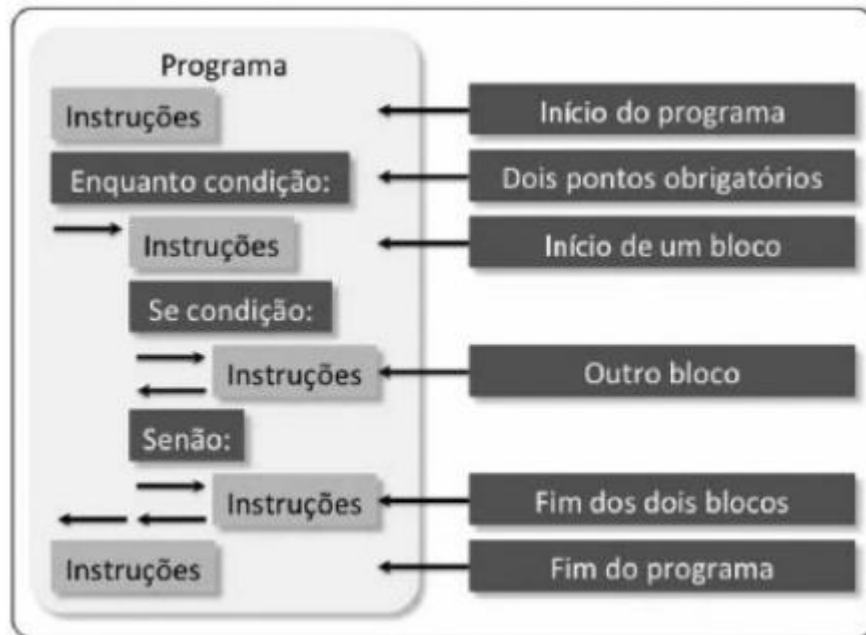 Programa
Instruções
Início do programa
Enquanto condição:
Dois pontos obrigatórios
Instruções
Início de um bloco
Se condição:
Instruções
Outro bloco
Senão:
Instruções
Fim dos dois blocos
Instruções
Fim do programa